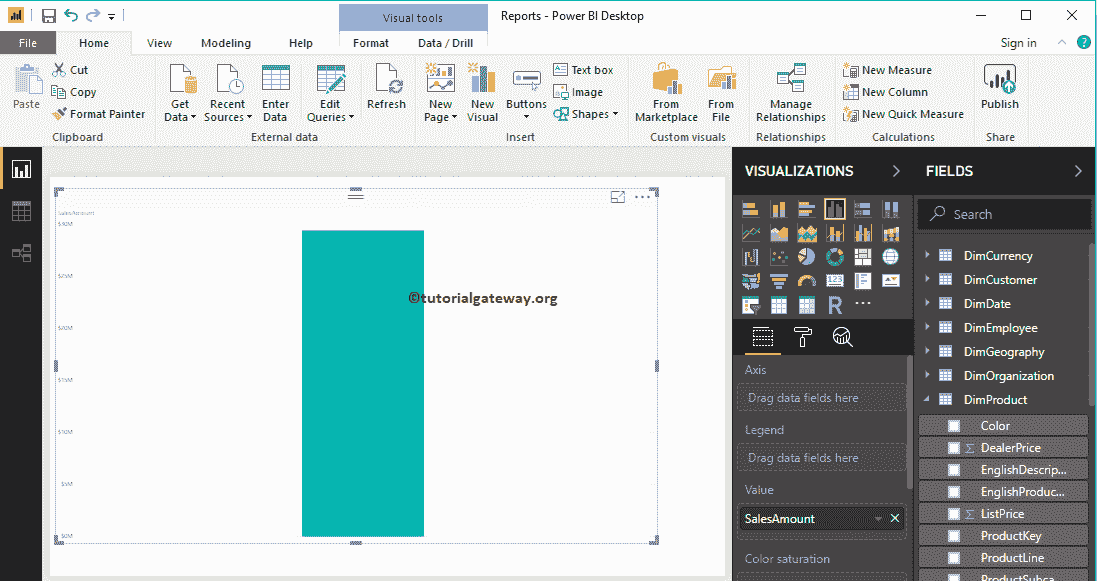 Visual tools
Reports - Power BI Desktop
File
Home
View
Modeling
Help
Format
Data / Drill
Sign in
?
Paste
Cut
Copy
Format Painter
Clipboard
Get
Data
Recent
Sources
Enter
Data
Edit
Queries
External data
Refresh
New
Page
New
Visual
Buttons
Text box
Image
Shapes
Insert
From
Marketplace
From
File
Custom visuals
Manage
Relationships
Relationships
New Measure
New Column
New Quick Measure
Calculations
Publish
Share
SalesAmount
$30M
$25M
$20M
$15M
$10M
$5M
$0M
©tutorialgateway.org
VISUALIZATIONS
123
R
Axis
Drag data fields here
Legend
Drag data fields here
Value
SalesAmount
Color saturation
FIELDS
Search
DimCurrency
DimCustomer
DimDate
DimEmployee
DimGeography
DimOrganization
DimProduct
Color
Σ DealerPrice
EnglishDescrip...
EnglishProduc...
Σ ListPrice
ProductKey
ProductLine
ProductSubca...